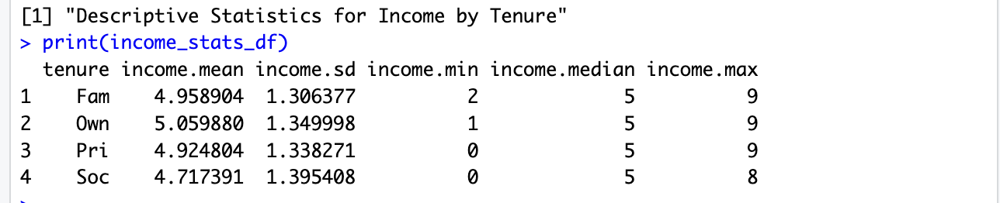 [1] "Descriptive Statistics for Income by Tenure"
> print(income_stats_df)
  tenure income.mean income.sd income.min income.median income.max
1    Fam    4.958904  1.306377          2             5          9
2    Own    5.059880  1.349998          1             5          9
3    Pri    4.924804  1.338271          0             5          9
4    Soc    4.717391  1.395408          0             5          8
>